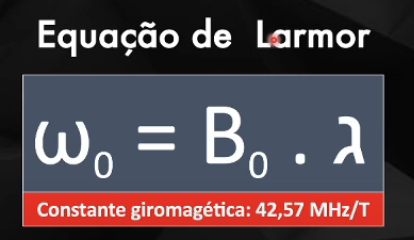 Equação de Larmor
ω₀ = B₀ . λ
Constante giromagética: 42,57 MHz/T